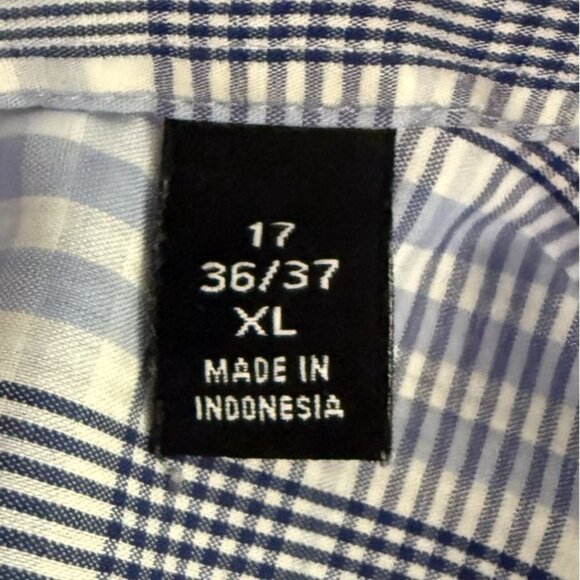 17
36/37
XL
MADE IN
INDONESIA